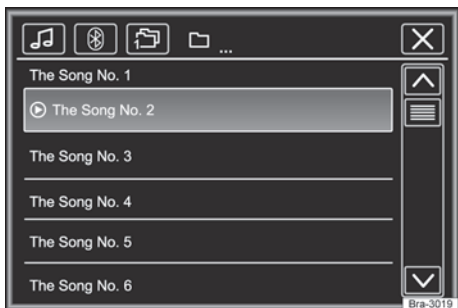 ...
The Song No. 1
The Song No. 2
The Song No. 3
The Song No. 4
The Song No. 5
The Song No. 6
Bra-3019